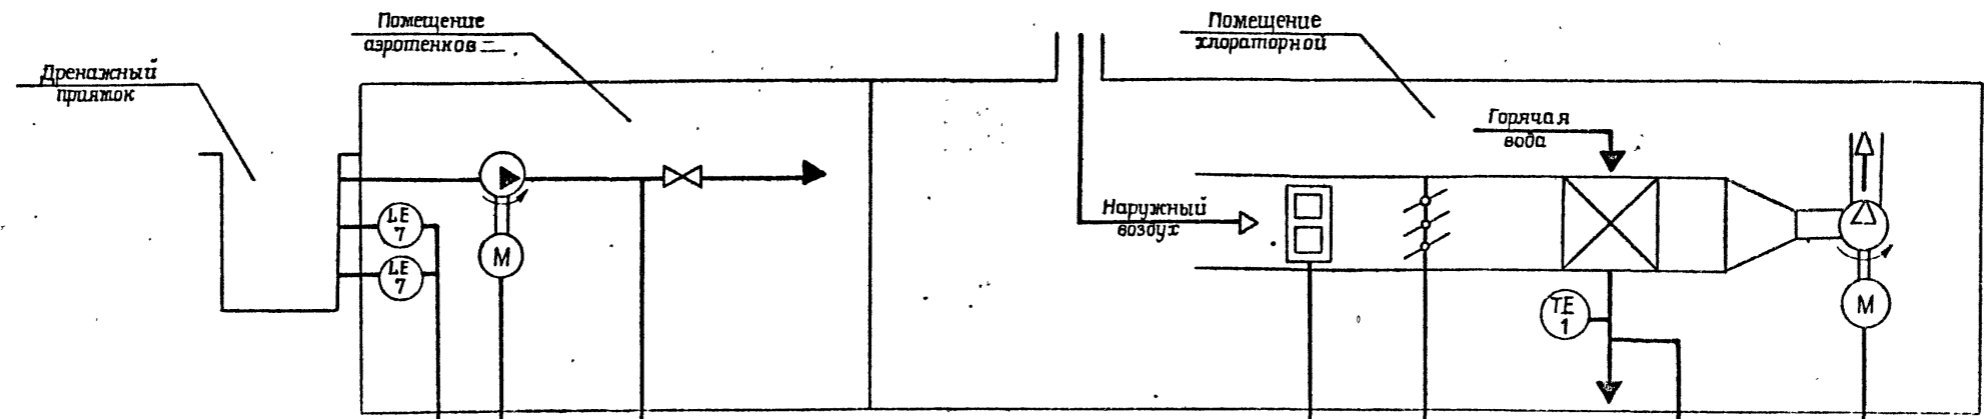 Помещение
аэротенков
Помещение
хлораторной
Дренажный
приямок
Горячая
вода
Наружный
воздух
LE
7
LE
7
M
TE
1
M